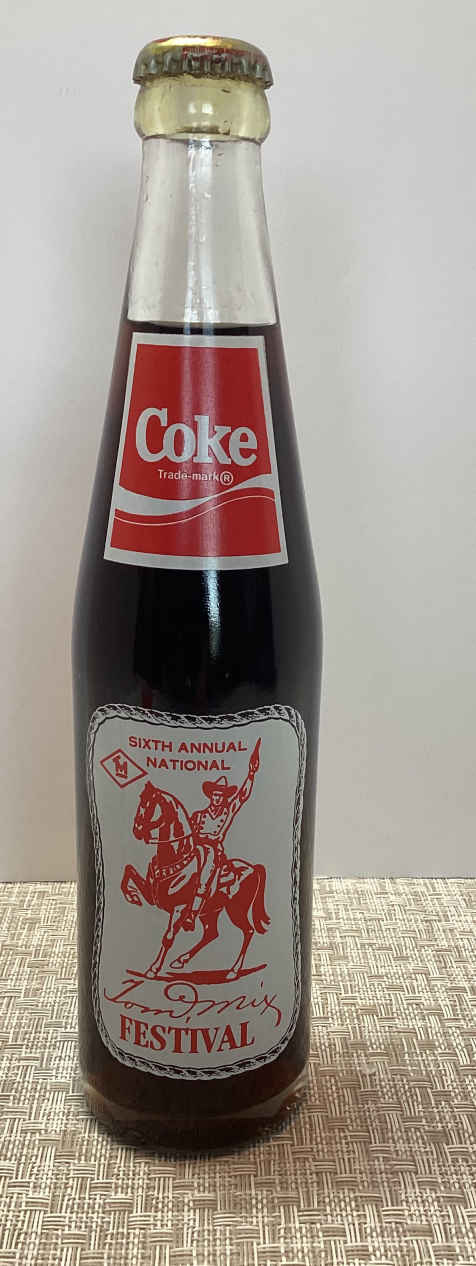 Coke
Trade-mark®
SIXTH ANNUAL
NATIONAL
Tom Mix
FESTIVAL